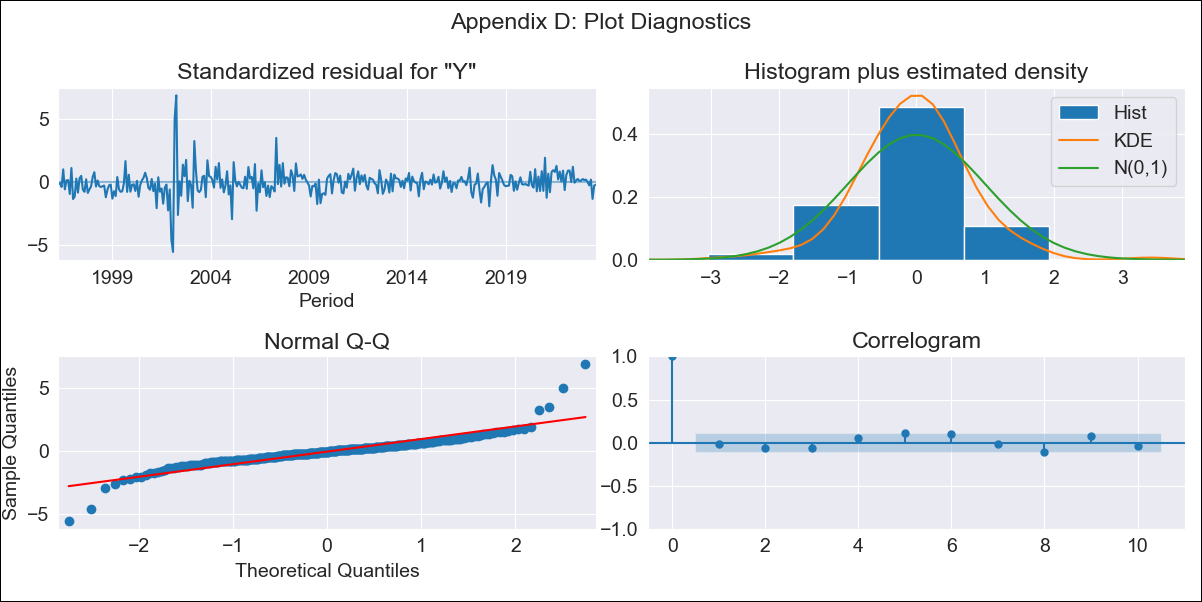 Appendix D: Plot Diagnostics
Standardized residual for "Y"
5
0
−5
1999 2004 2009 2014 2019
Period
Histogram plus estimated density
0.4
0.2
0.0
−3 −2 −1 0 1 2 3
Hist
KDE
N(0,1)
Normal Q-Q
Sample Quantiles
5
0
−5
−2 −1 0 1 2
Theoretical Quantiles
Correlogram
1.0
0.5
0.0
−0.5
−1.0
0 2 4 6 8 10